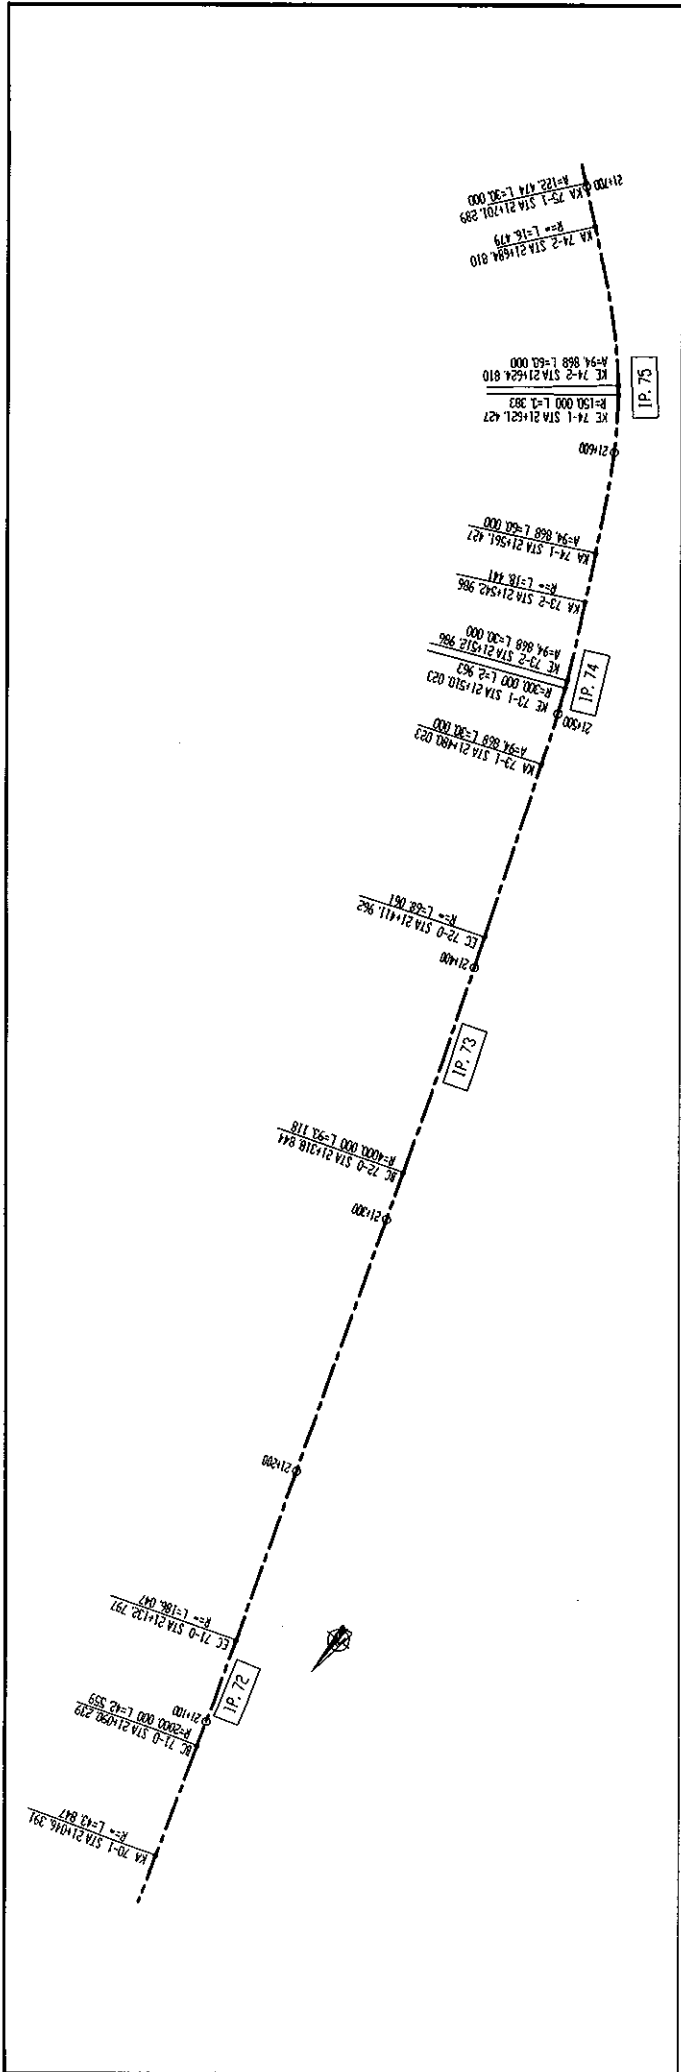 KA 70-1 STA 21+046.391
R=∞ L=43.847
BC 71-0 STA 21+090.239
R=2000.000 L=42.559
21+100
IP. 72
EC 71-0 STA 21+132.797
R=∞ L=186.047
21+200
21+300
BC 72-0 STA 21+318.844
R=4000.000 L=93.118
IP. 73
21+400
EC 72-0 STA 21+411.962
R=∞ L=68.061
KA 73-1 STA 21+480.023
A=94.868 L=30.000
21+500
KE 73-1 STA 21+510.023
R=300.000 L=2.963
IP. 74
KE 73-2 STA 21+512.986
A=94.868 L=30.000
KA 73-2 STA 21+542.986
R=∞ L=18.441
KA 74-1 STA 21+561.427
A=94.868 L=60.000
21+600
KE 74-1 STA 21+621.427
R=150.000 L=3.383
IP. 75
KE 74-2 STA 21+624.810
A=94.868 L=60.000
KA 74-2 STA 21+684.810
R=∞ L=16.479
21+700
KA 75-1 STA 21+701.289
A=122.474 L=30.000